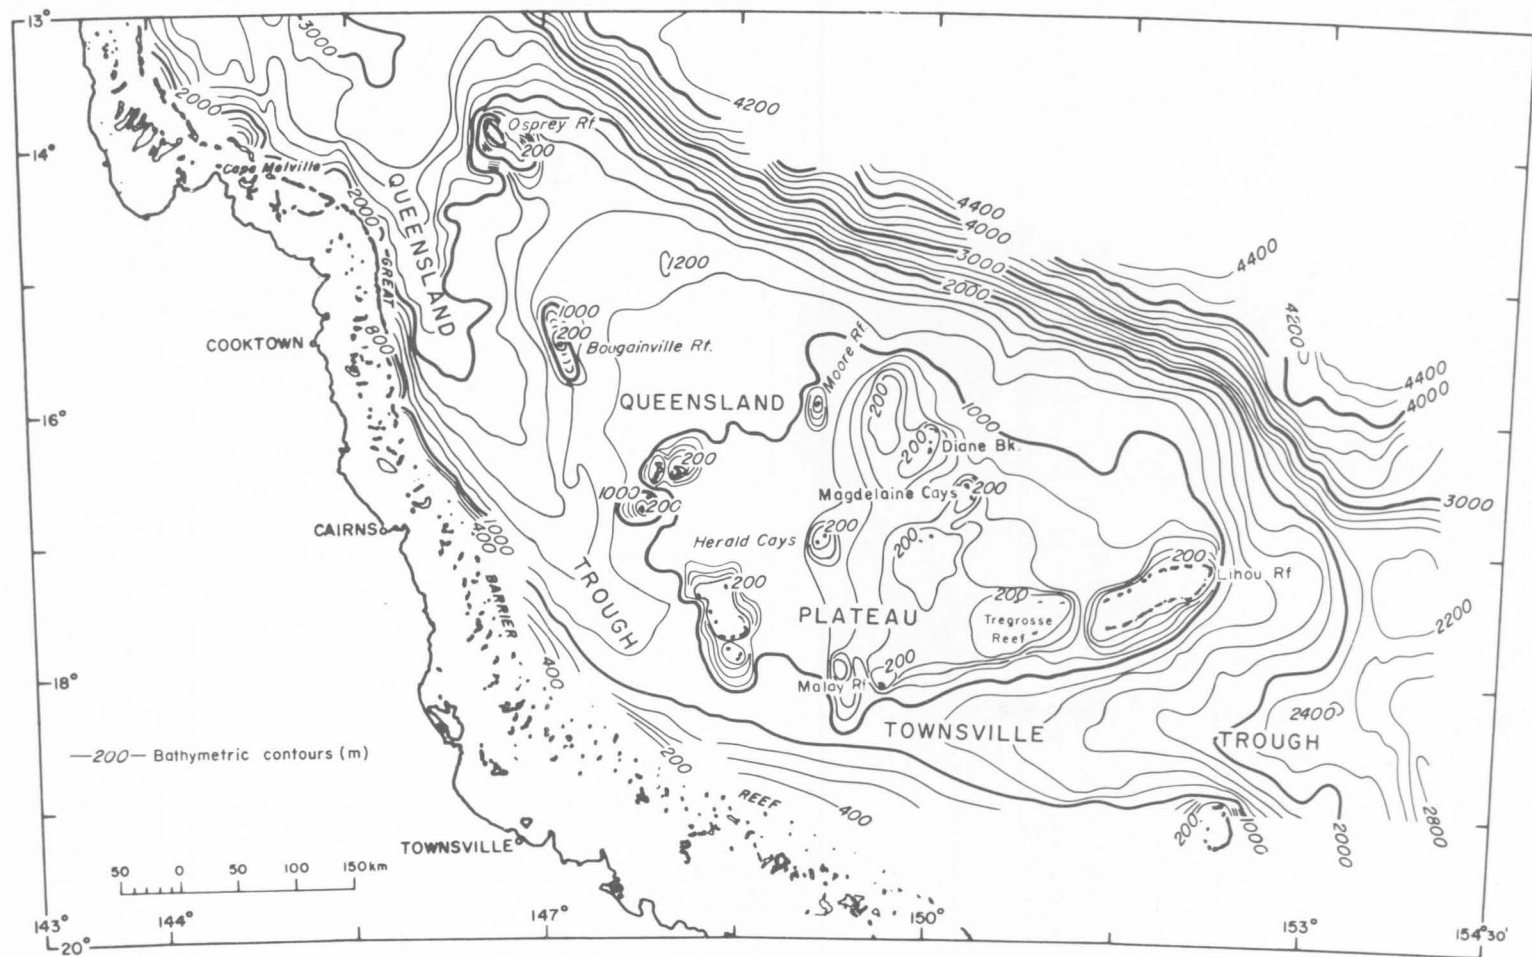 13°
3000
4200
2000
Osprey Rf.
200
14°
Cape Melville
QUEENSLAND
2000
4400
4000
3000
2000
4400
1200
GREAT
4200
1000
200
Bougainville Rf.
COOKTOWN
800
Moore Rf.
4400
4000
QUEENSLAND
200
1000
16°
200
Diane Bk.
200
1000
200
Magdelaine Cays
200
3000
CAIRNS
1000
400
Herald Cays
200
200
TROUGH
200
200
Lihou Rf
BARRIER
200
PLATEAU
Tregrosse
Reef
2200
400
18°
Malay Rf
200
TOWNSVILLE
2400
TROUGH
—200— Bathymetric contours (m)
200
REEF
400
200
1000
2000
2800
TOWNSVILLE
50 0 50 100 150km
143°
144°
147°
150°
153°
154°30'
20°